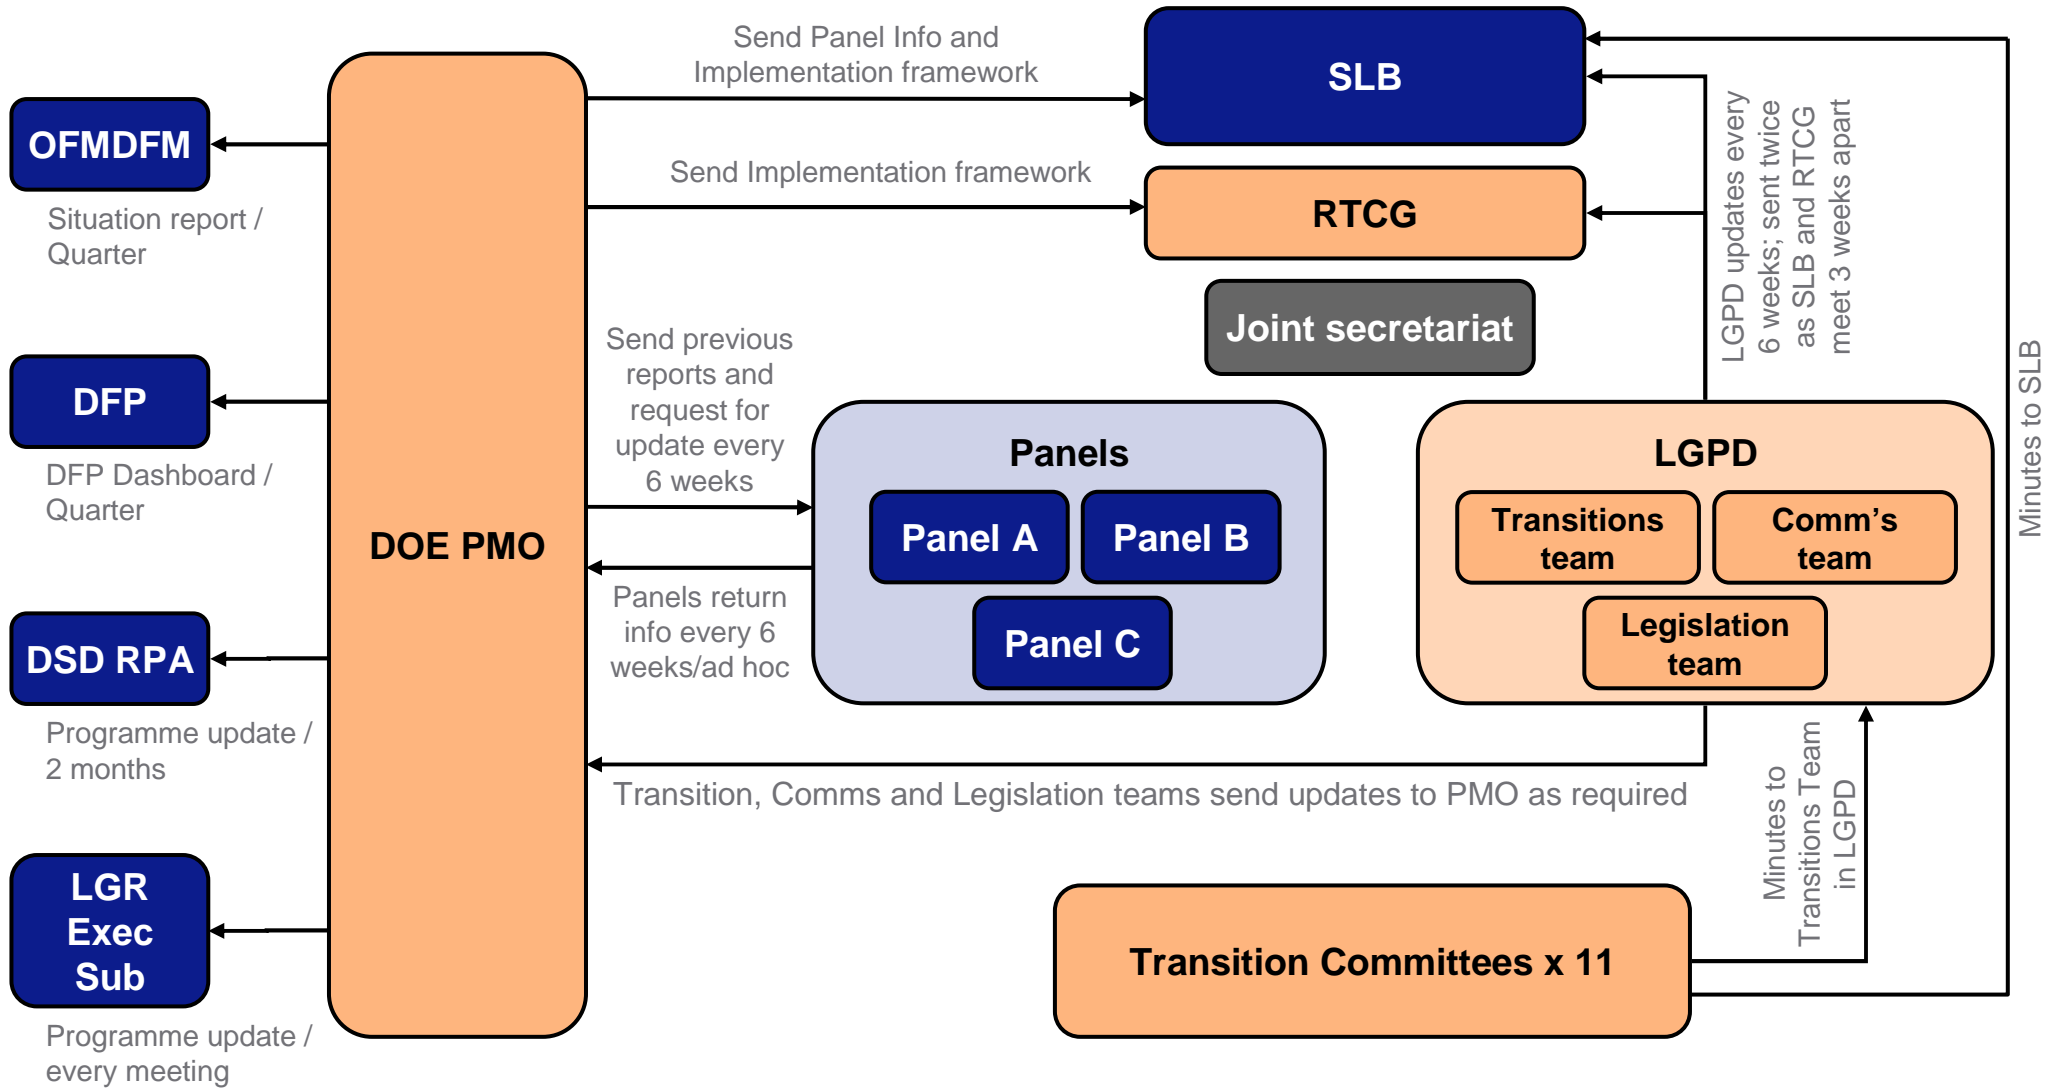 Send Panel Info and
Implementation framework
SLB
OFMDFM
Situation report /
Quarter
Send Implementation framework
RTCG
Joint secretariat
LGPD updates every
6 weeks; sent twice
as SLB and RTCG
meet 3 weeks apart
Minutes to SLB
DFP
DFP Dashboard /
Quarter
DOE PMO
Send previous
reports and
request for
update every
6 weeks
Panels
Panel A
Panel B
Panel C
Panels return
info every 6
weeks/ad hoc
LGPD
Transitions
team
Comm’s
team
Legislation
team
DSD RPA
Programme update /
2 months
Transition, Comms and Legislation teams send updates to PMO as required
Minutes to
Transitions Team
in LGPD
LGR
Exec
Sub
Programme update /
every meeting
Transition Committees x 11